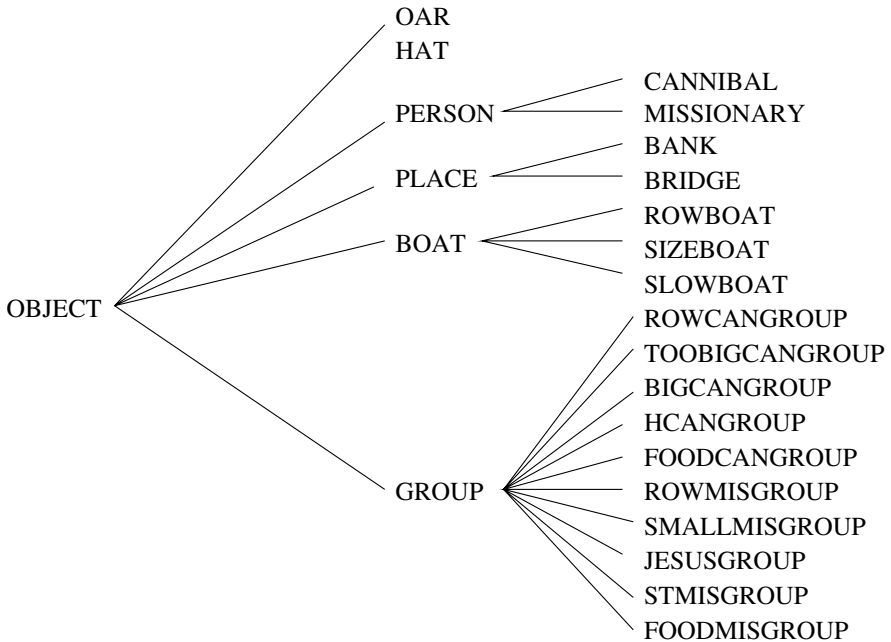 OAR
HAT
CANNIBAL
PERSON
MISSIONARY
BANK
PLACE
BRIDGE
ROWBOAT
BOAT
SIZEBOAT
SLOWBOAT
OBJECT
ROWCANGROUP
TOOBIGCANGROUP
BIGCANGROUP
HCANGROUP
FOODCANGROUP
GROUP
ROWMISGROUP
SMALLMISGROUP
JESUSGROUP
STMISGROUP
FOODMISGROUP